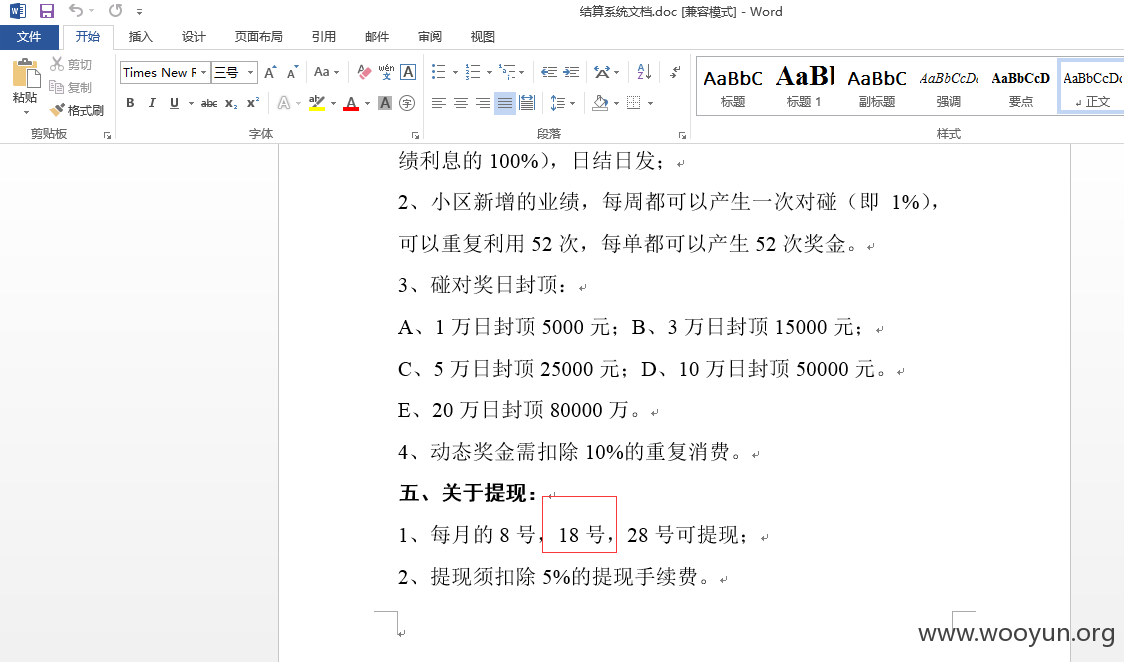 结算系统文档.doc [兼容模式] - Word
文件 开始 插入 设计 页面布局 引用 邮件 审阅 视图
粘贴 剪切
复制
格式刷
Times New F 三号
剪贴板 字体 段落 样式
AaBbC AaBl AaBbC AaBbCcD AaBbCcD AaBbCcDc
标题 标题 1 副标题 强调 要点 正文
绩利息的 100%），日结日发；
2、小区新增的业绩，每周都可以产生一次对碰（即 1%），
可以重复利用 52 次，每单都可以产生 52 次奖金。
3、碰对奖日封顶：
A、1 万日封顶 5000 元；B、3 万日封顶 15000 元；
C、5 万日封顶 25000 元；D、10 万日封顶 50000 元。
E、20 万日封顶 80000 万。
4、动态奖金需扣除 10%的重复消费。
五、关于提现：
1、每月的 8 号，18 号，28 号可提现；
2、提现须扣除 5%的提现手续费。
www.wooyun.org